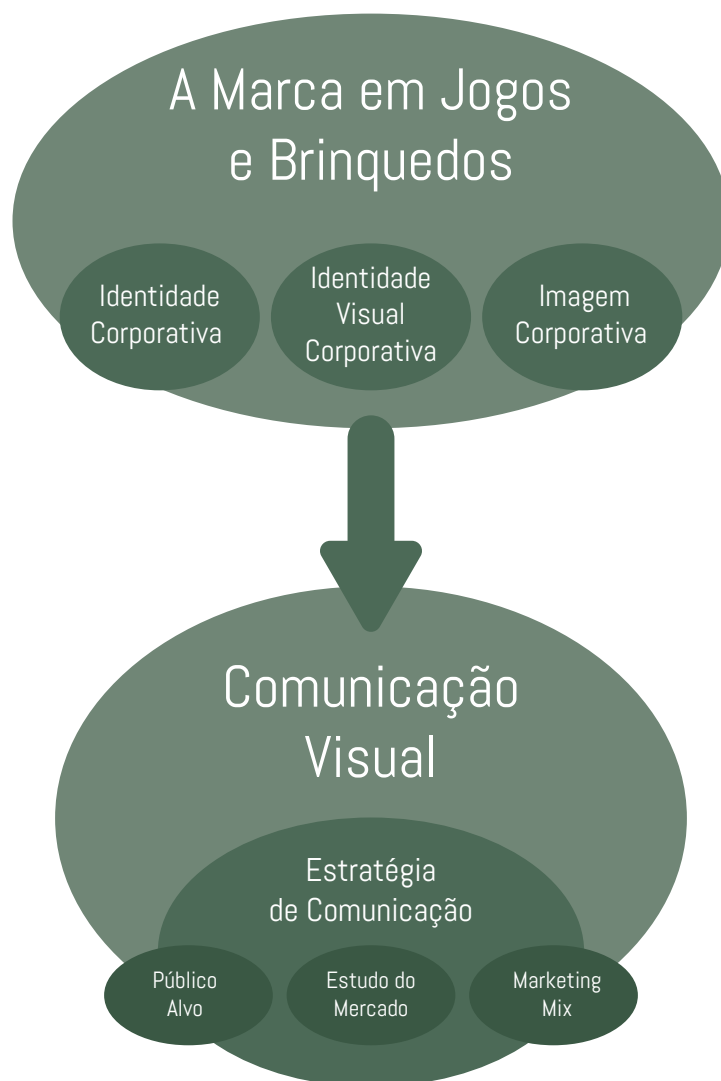 A Marca em Jogos
e Brinquedos
Identidade
Corporativa
Identidade
Visual
Corporativa
Imagem
Corporativa
Comunicação
Visual
Estratégia
de Comunicação
Público
Alvo
Estudo do
Mercado
Marketing
Mix